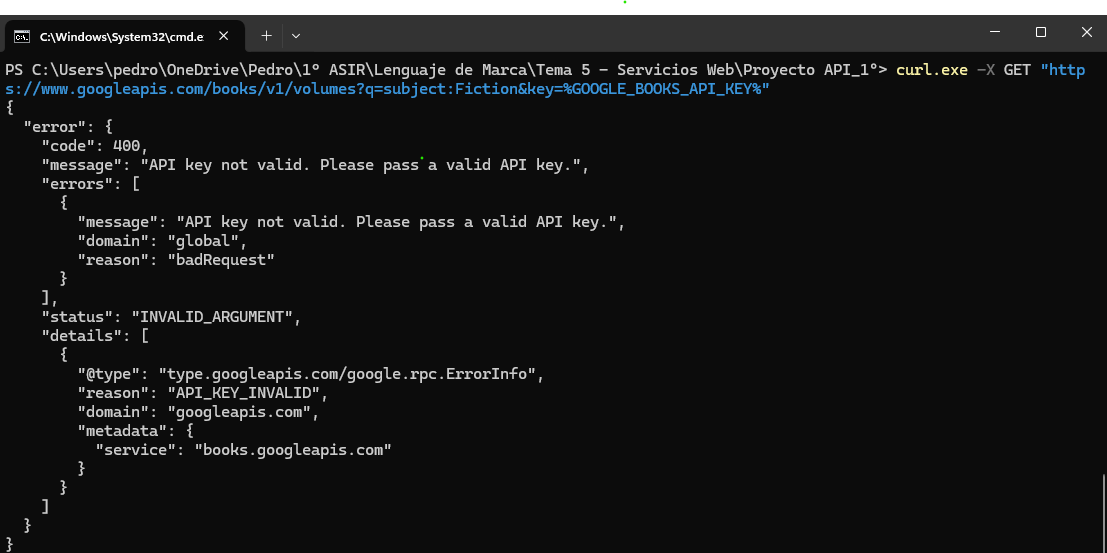 C:\Windows\System32\cmd.e
PS C:\Users\pedro\OneDrive\Pedro\1º ASIR\Lenguaje de Marca\Tema 5 - Servicios Web\Proyecto API_1°> curl.exe -X GET "http
s://www.googleapis.com/books/v1/volumes?q=subject:Fiction&key=%GOOGLE_BOOKS_API_KEY%"
{
  "error": {
    "code": 400,
    "message": "API key not valid. Please pass a valid API key.",
    "errors": [
      {
        "message": "API key not valid. Please pass a valid API key.",
        "domain": "global",
        "reason": "badRequest"
      }
    ],
    "status": "INVALID_ARGUMENT",
    "details": [
      {
        "@type": "type.googleapis.com/google.rpc.ErrorInfo",
        "reason": "API_KEY_INVALID",
        "domain": "googleapis.com",
        "metadata": {
          "service": "books.googleapis.com"
        }
      }
    ]
  }
}